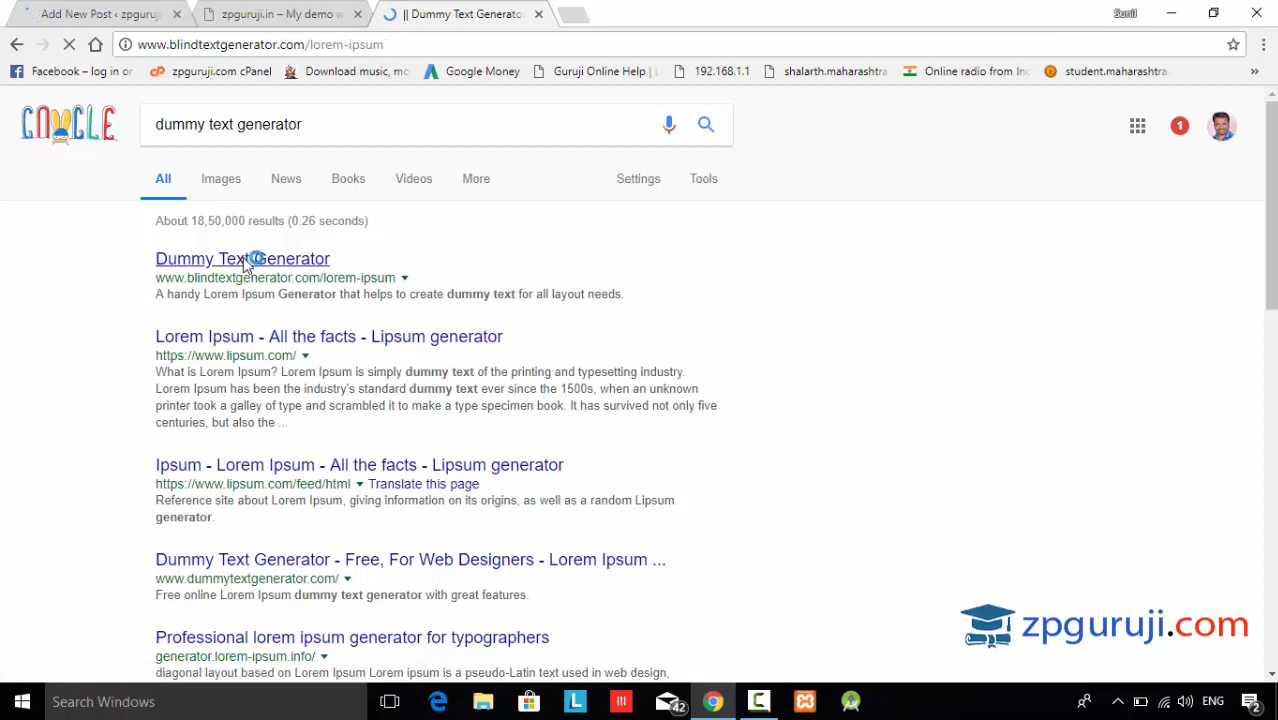 Add New Post ‹ zpguruji
zpguruji.in – My demo w
|| Dummy Text Generator
Sunil
www.blindtextgenerator.com/lorem-ipsum
Facebook – log in or
zpguruji.com cPanel
Download music, mo
Google Money
Guruji Online Help | L
192.168.1.1
shalarth.maharashtra
Online radio from Inc
student.maharashtra
»
GOOGLE
dummy text generator
1
All
Images
News
Books
Videos
More
Settings
Tools
About 18,50,000 results (0.26 seconds)
Dummy Text Generator
www.blindtextgenerator.com/lorem-ipsum
A handy Lorem Ipsum Generator that helps to create dummy text for all layout needs.
Lorem Ipsum - All the facts - Lipsum generator
https://www.lipsum.com/
What is Lorem Ipsum? Lorem Ipsum is simply dummy text of the printing and typesetting industry.
Lorem Ipsum has been the industry's standard dummy text ever since the 1500s, when an unknown
printer took a galley of type and scrambled it to make a type specimen book. It has survived not only five
centuries, but also the ...
Ipsum - Lorem Ipsum - All the facts - Lipsum generator
https://www.lipsum.com/feed/html
Translate this page
Reference site about Lorem Ipsum, giving information on its origins, as well as a random Lipsum
generator.
Dummy Text Generator - Free, For Web Designers - Lorem Ipsum ...
www.dummytextgenerator.com/
Free online Lorem Ipsum dummy text generator with great features.
Professional lorem ipsum generator for typographers
generator.lorem-ipsum.info/
diagonal layout based on Lorem Ipsum Lorem ipsum is a pseudo-Latin text used in web design,
zpguruji.com
Search Windows
L
42
ENG
2